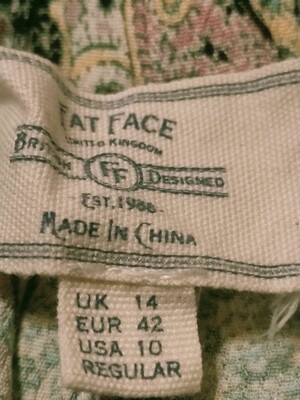 FAT FACE
UNITED KINGDOM
BRITISH FF DESIGNED
EST. 1988
MADE IN CHINA
UK 14
EUR 42
USA 10
REGULAR